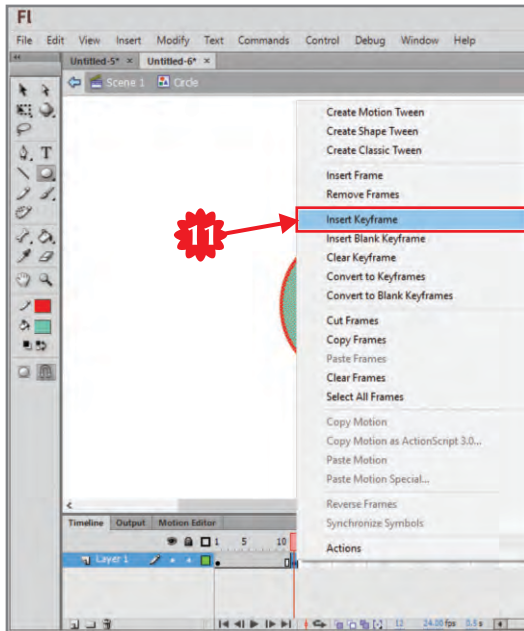 Fl
File Edit View Insert Modify Text Commands Control Debug Window Help
Untitled-5* × Untitled-6* ×
Scene 1 Circle
Create Motion Tween
Create Shape Tween
Create Classic Tween
Insert Frame
Remove Frames
Insert Keyframe
11
Insert Blank Keyframe
Clear Keyframe
Convert to Keyframes
Convert to Blank Keyframes
Cut Frames
Copy Frames
Paste Frames
Clear Frames
Select All Frames
Copy Motion
Copy Motion as ActionScript 3.0...
Paste Motion
Paste Motion Special...
Reverse Frames
Synchronize Symbols
Actions
Timeline Output Motion Editor
1 5 10
Layer 1
12 24.00 fps 0.5 s